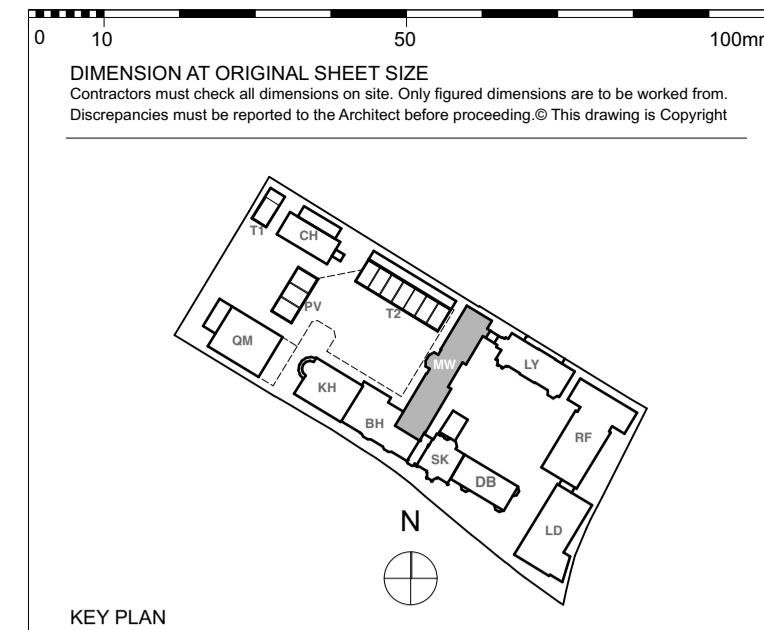 0 10 50 100mm
DIMENSION AT ORIGINAL SHEET SIZE
Contractors must check all dimensions on site. Only figured dimensions are to be worked from.
Discrepancies must be reported to the Architect before proceeding.© This drawing is Copyright
T1
CH
PV
T2
QM
MW
LY
KH
BH
RF
SK
DB
LD
N
KEY PLAN